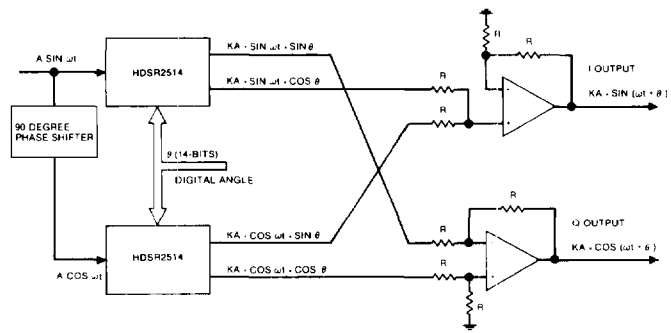 A SIN ωt
HDSR2514
KA - SIN ωt - SIN θ
KA - SIN ωt - COS θ
R
R
R
R
I OUTPUT
KA - SIN (ωt + θ)
90 DEGREE
PHASE SHIFTER
θ (14-BITS)
DIGITAL ANGLE
A COS ωt
HDSR2514
KA - COS ωt - SIN θ
KA - COS ωt - COS θ
R
R
R
R
Q OUTPUT
KA - COS (ωt + θ)